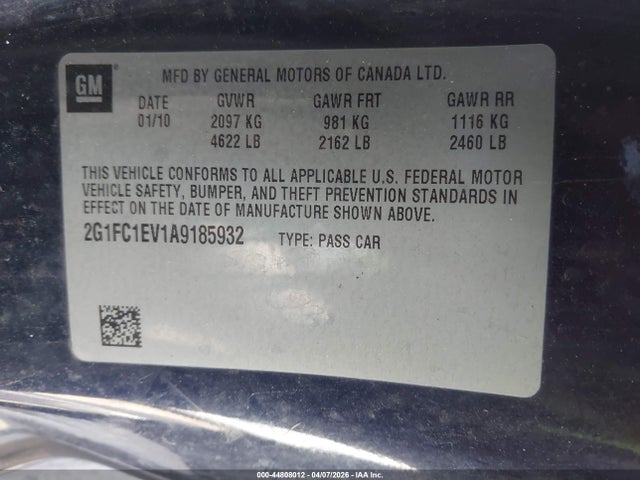 GM
MFD BY GENERAL MOTORS OF CANADA LTD.
DATE GVWR GAWR FRT GAWR RR
01/10 2097 KG 981 KG 1116 KG
4622 LB 2162 LB 2460 LB
THIS VEHICLE CONFORMS TO ALL APPLICABLE U.S. FEDERAL MOTOR
VEHICLE SAFETY, BUMPER, AND THEFT PREVENTION STANDARDS IN
EFFECT ON THE DATE OF MANUFACTURE SHOWN ABOVE.
2G1FC1EV1A9185932 TYPE: PASS CAR
000-44808012 - 04/07/2026 - IAA Inc.